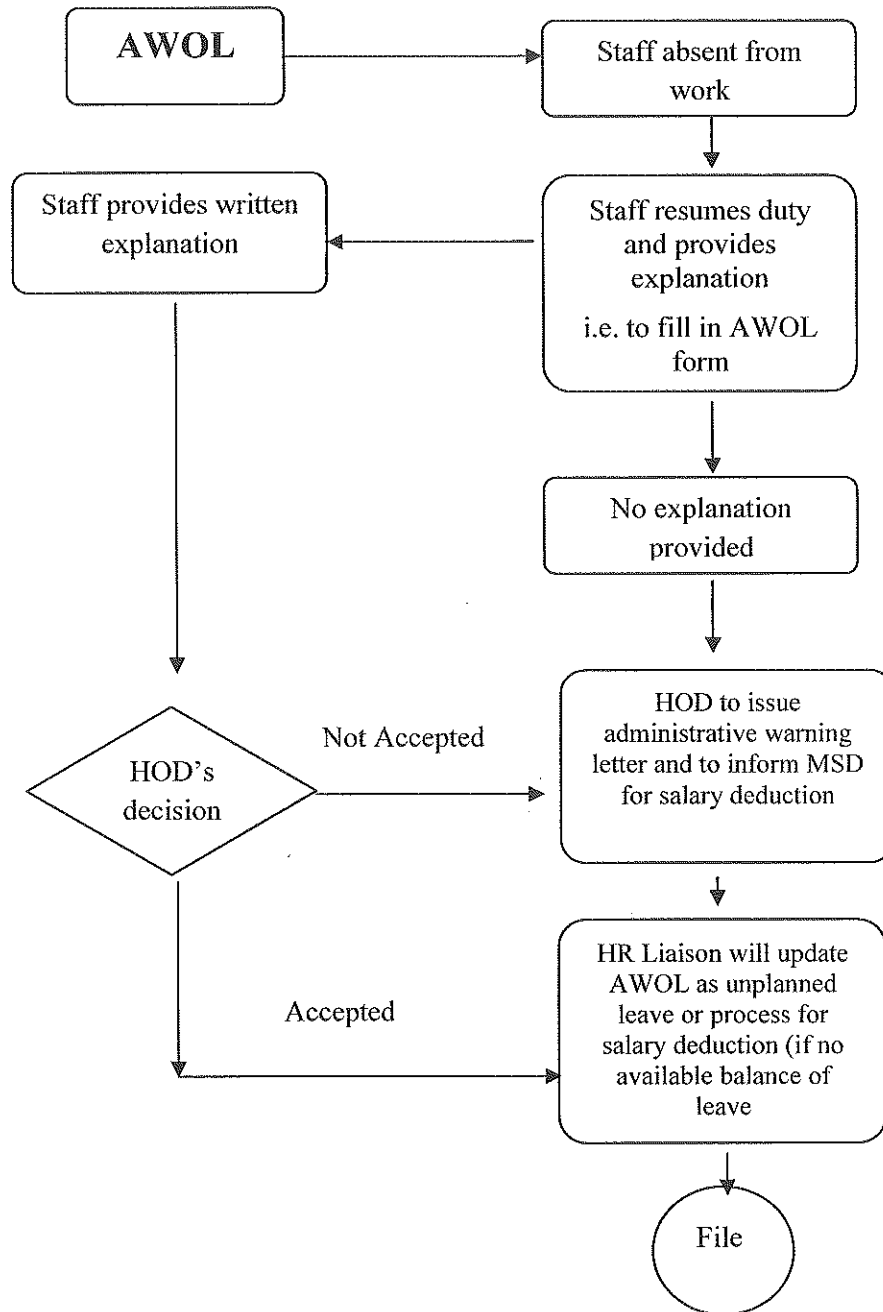 AWOL
Staff absent from
work
Staff provides written
explanation
Staff resumes duty
and provides
explanation
i.e. to fill in AWOL
form
No explanation
provided
HOD's
decision
Not Accepted
HOD to issue
administrative warning
letter and to inform MSD
for salary deduction
Accepted
HR Liaison will update
AWOL as unplanned
leave or process for
salary deduction (if no
available balance of
leave
File